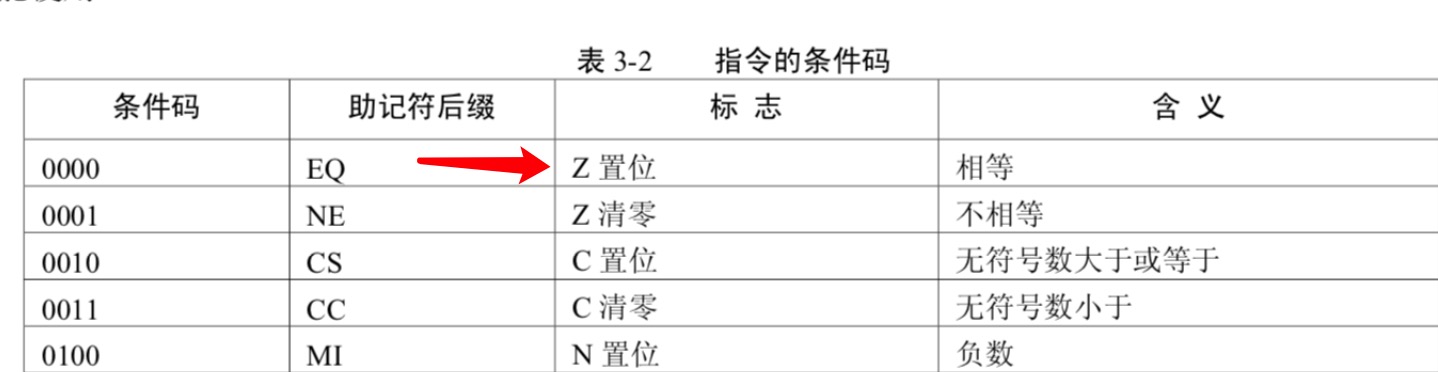 表 3-2 指令的条件码
条件码 助记符后缀 标 志 含 义
0000 EQ Z 置位 相等
0001 NE Z 清零 不相等
0010 CS C 置位 无符号数大于或等于
0011 CC C 清零 无符号数小于
0100 MI N 置位 负数